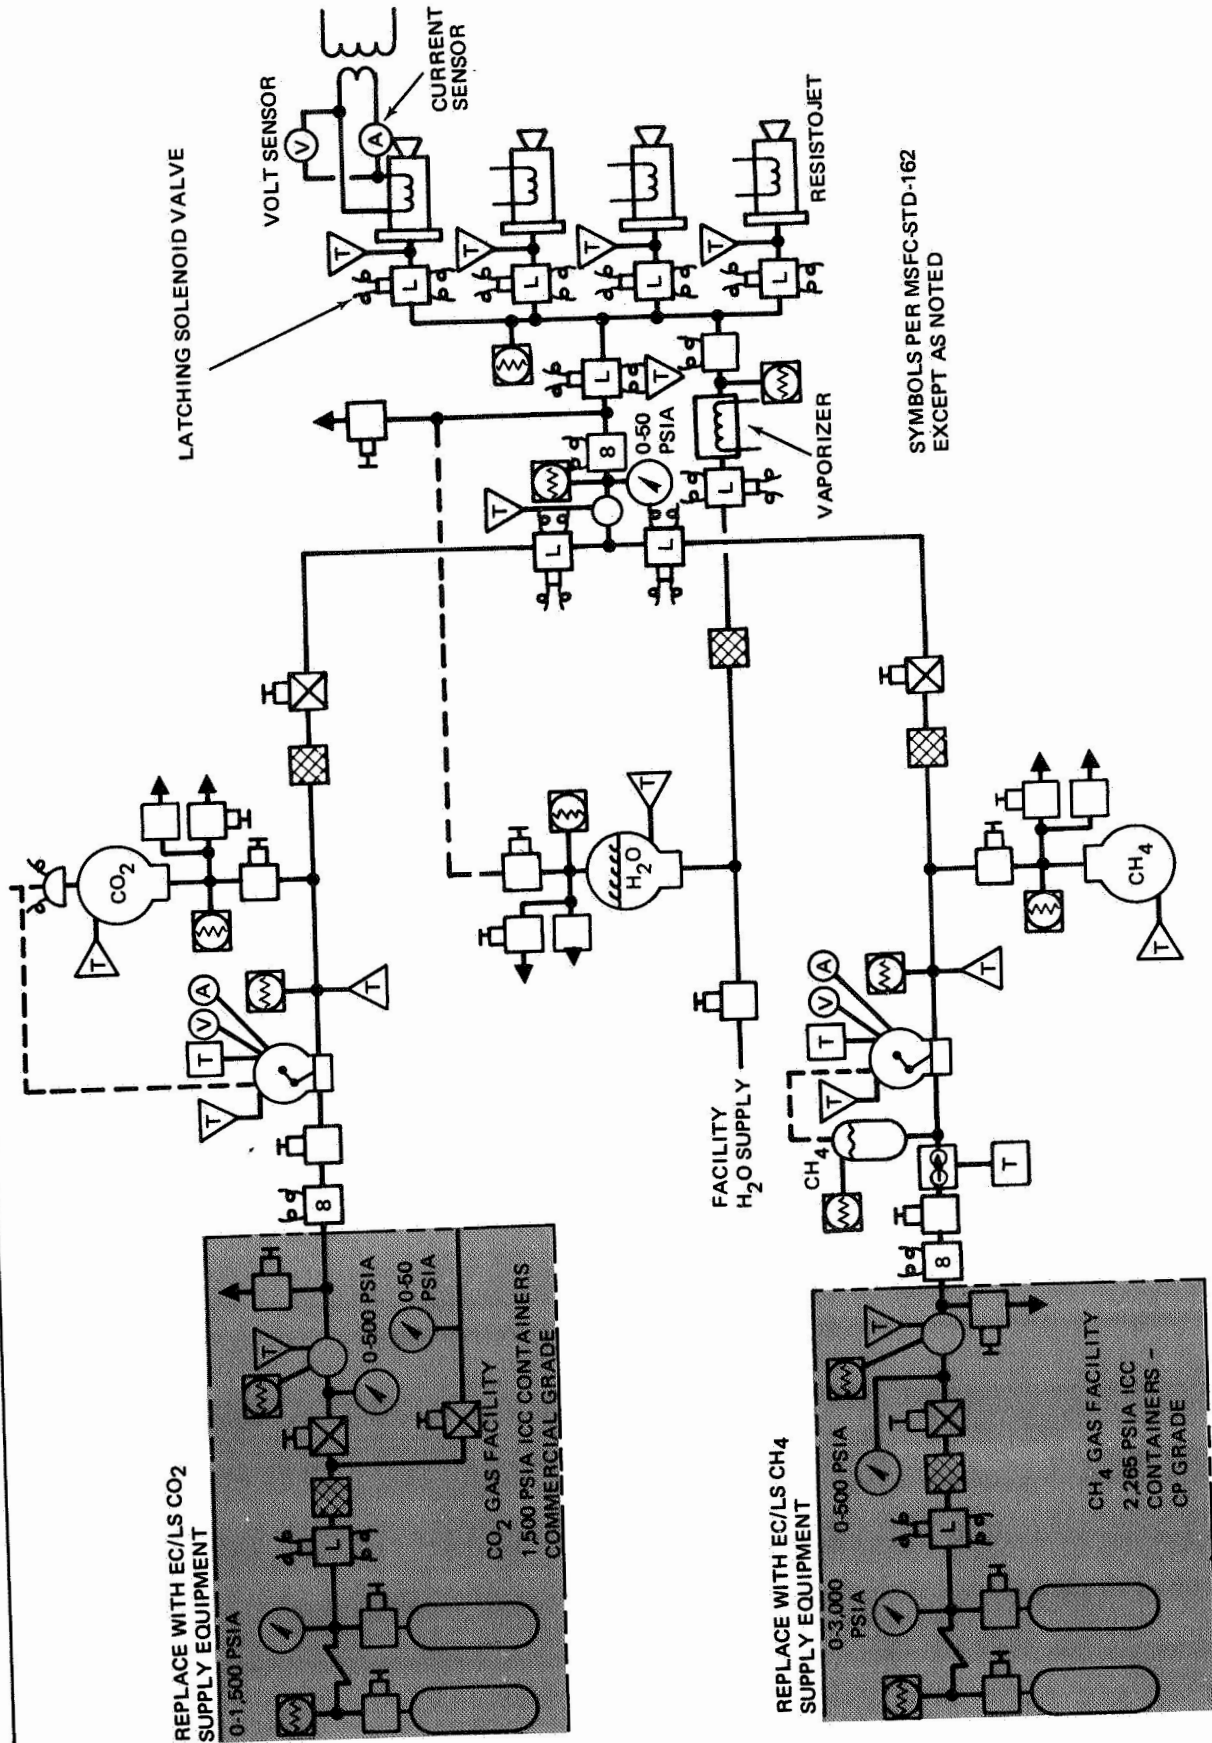 LATCHING SOLENOID VALVE
VOLT SENSOR
V
A
CURRENT
SENSOR
T
L
T
L
T
L
T
L
RESISTOJET
SYMBOLS PER MSFC-STD-162
EXCEPT AS NOTED
L
T
8
0-50
PSIA
T
L
L
L
VAPORIZER
CO2
T
T
A
V
T
T
8
H2O
T
FACILITY
H2O SUPPLY
CH4
T
T
A
V
T
T
CH4
T
8
REPLACE WITH EC/LS CO2
SUPPLY EQUIPMENT
0-1,500 PSIA
L
T
0-500 PSIA
0-50
PSIA
CO2 GAS FACILITY
1,500 PSIA ICC CONTAINERS
COMMERCIAL GRADE
REPLACE WITH EC/LS CH4
SUPPLY EQUIPMENT
0-3,000
PSIA
0-500 PSIA
L
T
CH4 GAS FACILITY
2,265 PSIA ICC
CONTAINERS –
CP GRADE